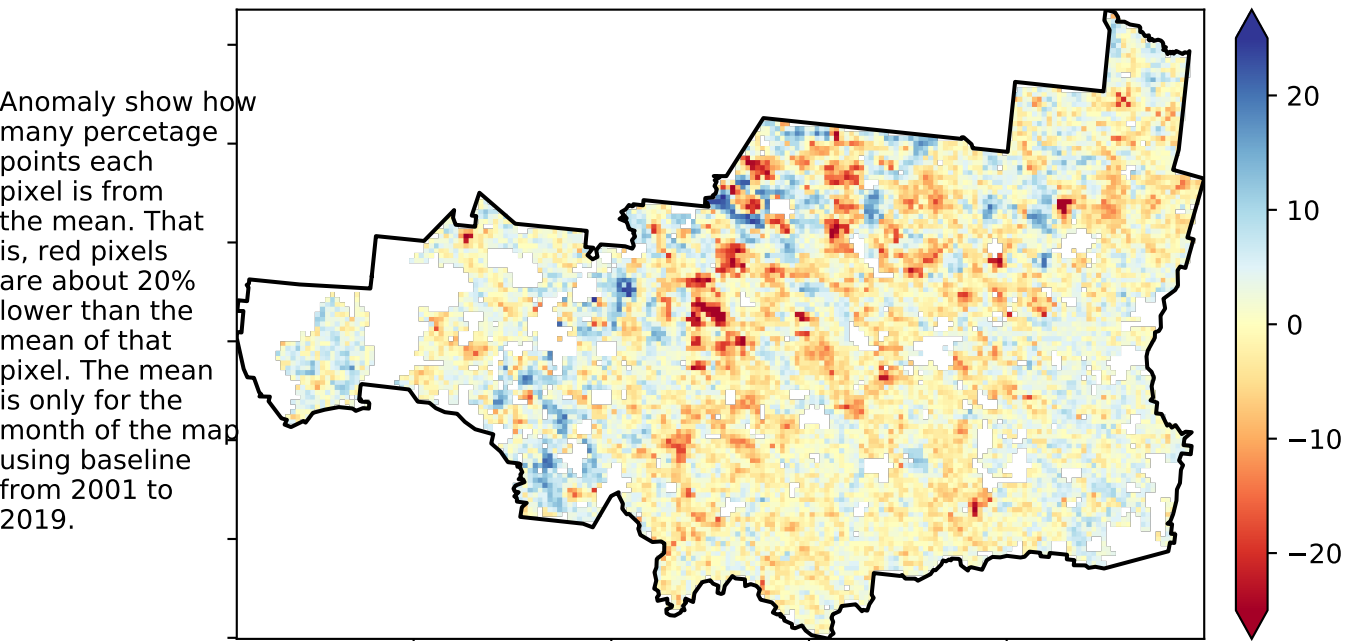 Anomaly show how
many percetage
points each
pixel is from
the mean. That
is, red pixels
are about 20%
lower than the
mean of that
pixel. The mean
is only for the
month of the map
using baseline
from 2001 to
2019.
20
10
0
−10
−20